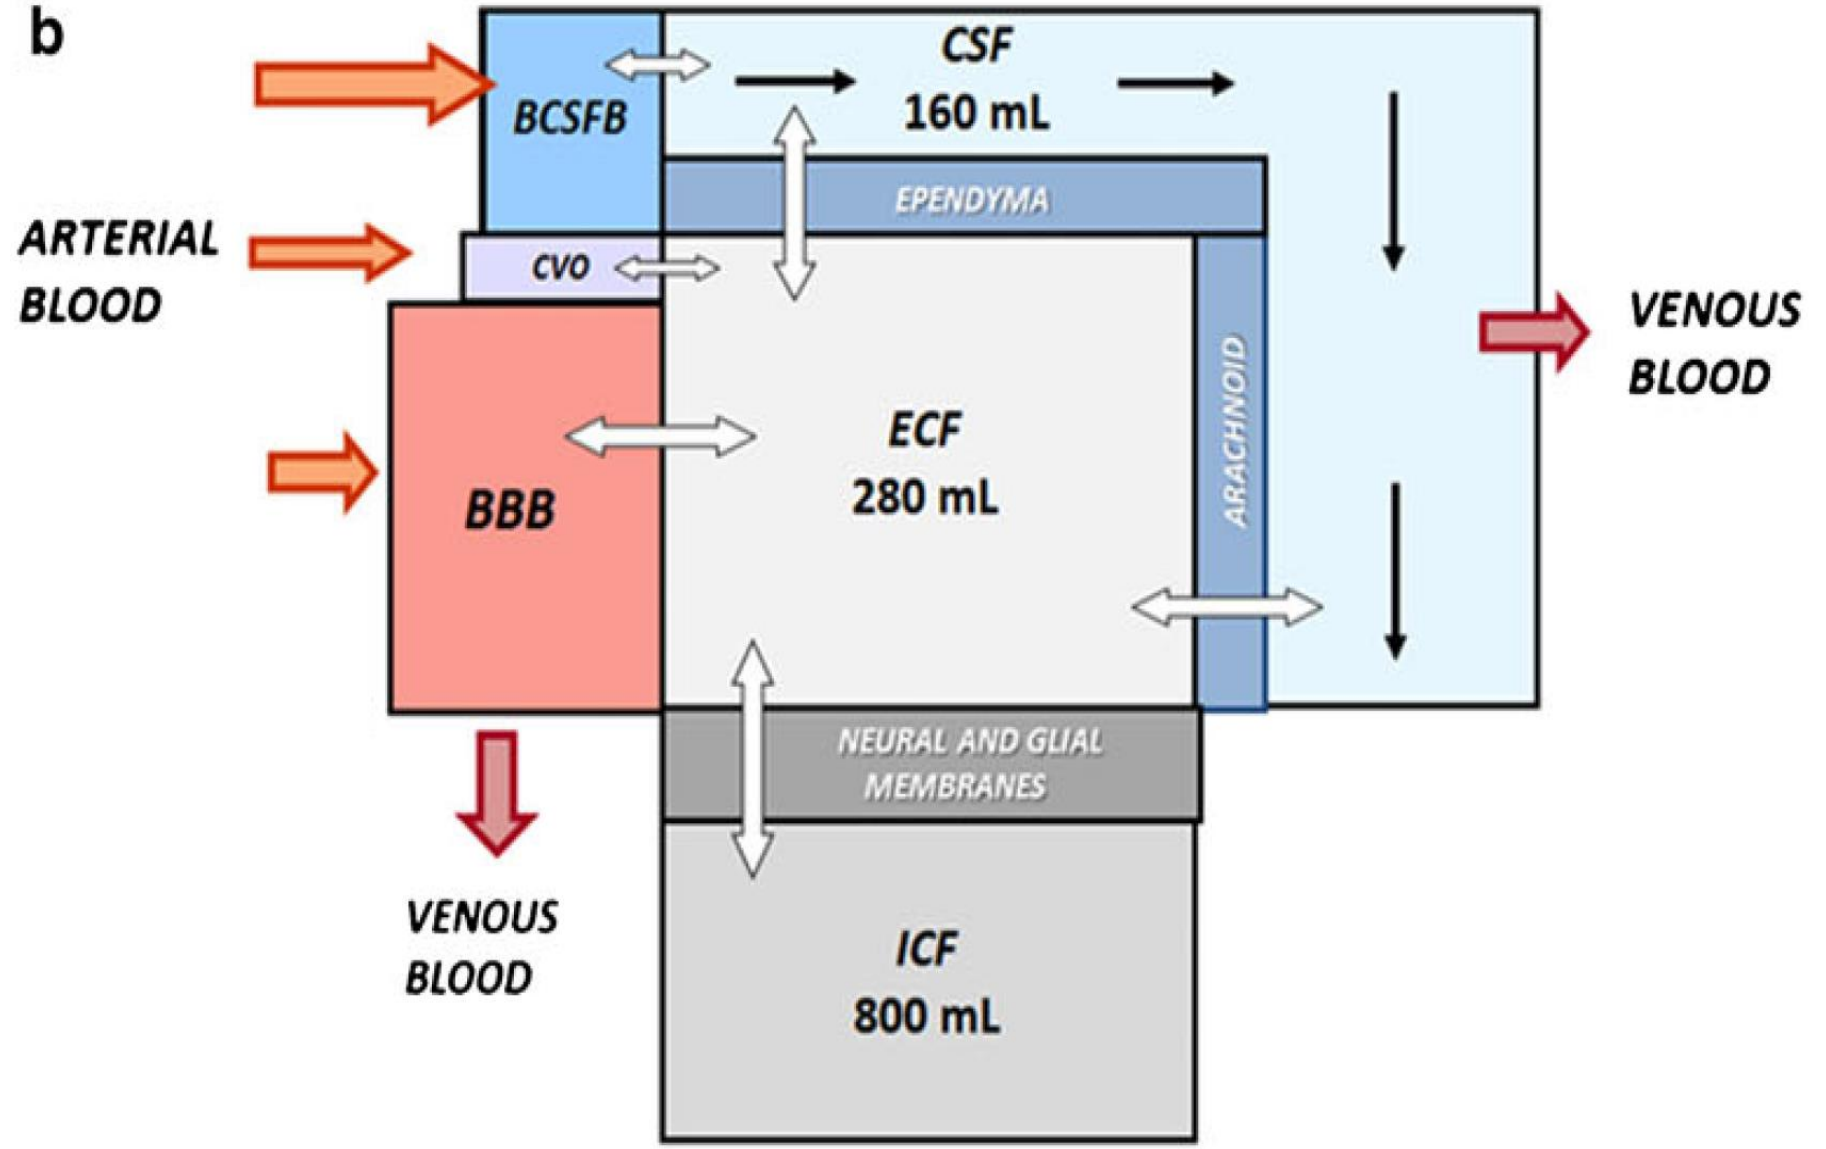 b
CSF
160 mL
BCSFB
EPENDYMA
ARTERIAL
BLOOD
CVO
VENOUS
BLOOD
ARACHNOID
ECF
280 mL
BBB
NEURAL AND GLIAL
MEMBRANES
VENOUS
BLOOD
ICF
800 mL